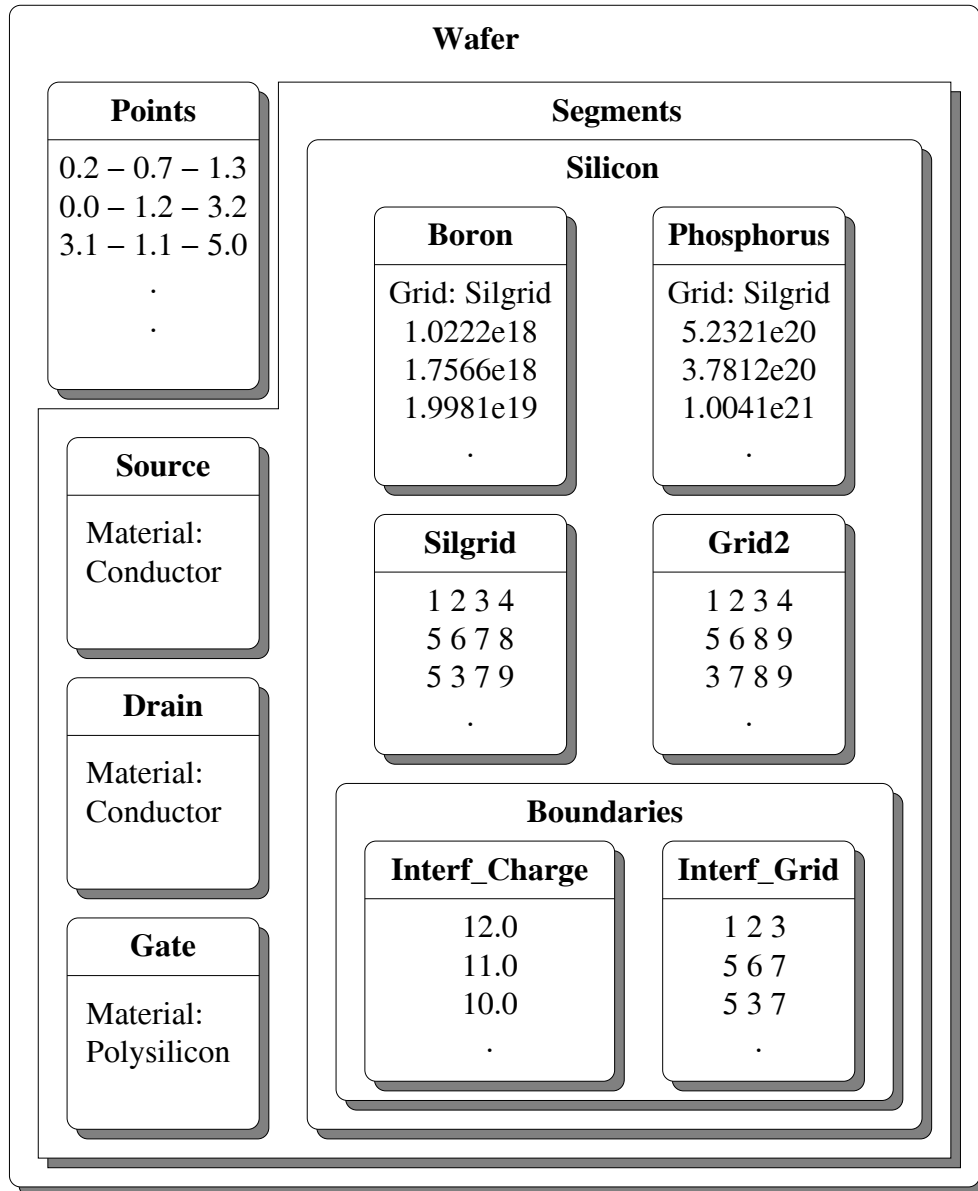 Wafer
Points
0.2 – 0.7 – 1.3
0.0 – 1.2 – 3.2
3.1 – 1.1 – 5.0
.
.
Segments
Silicon
Boron
Grid: Silgrid
1.0222e18
1.7566e18
1.9981e19
.
Phosphorus
Grid: Silgrid
5.2321e20
3.7812e20
1.0041e21
.
Source
Material:
Conductor
Drain
Material:
Conductor
Gate
Material:
Polysilicon
Silgrid
1 2 3 4
5 6 7 8
5 3 7 9
.
Grid2
1 2 3 4
5 6 8 9
3 7 8 9
.
Boundaries
Interf_Charge
12.0
11.0
10.0
.
Interf_Grid
1 2 3
5 6 7
5 3 7
.